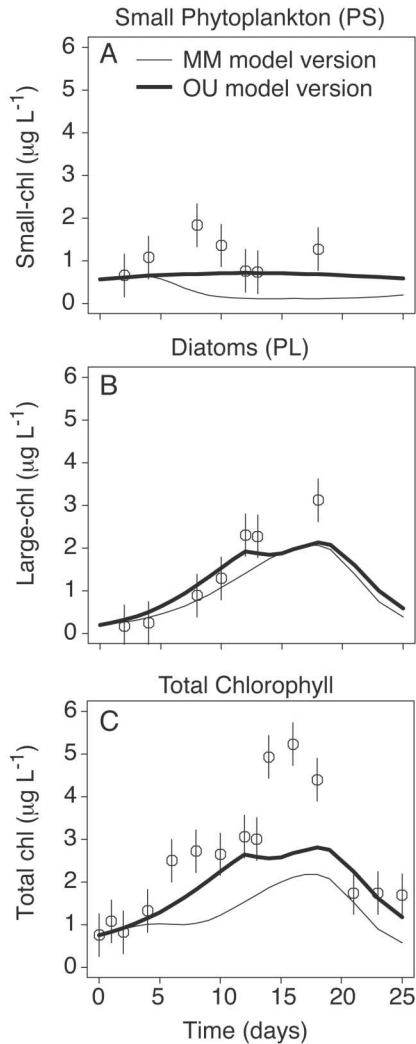 Small Phytoplankton (PS)
A
MM model version
OU model version
Small-chl (μg L⁻¹)
6
5
4
3
2
1
0
Diatoms (PL)
B
Large-chl (μg L⁻¹)
6
5
4
3
2
1
0
Total Chlorophyll
C
Total chl (μg L⁻¹)
6
5
4
3
2
1
0
0 5 10 15 20 25
Time (days)